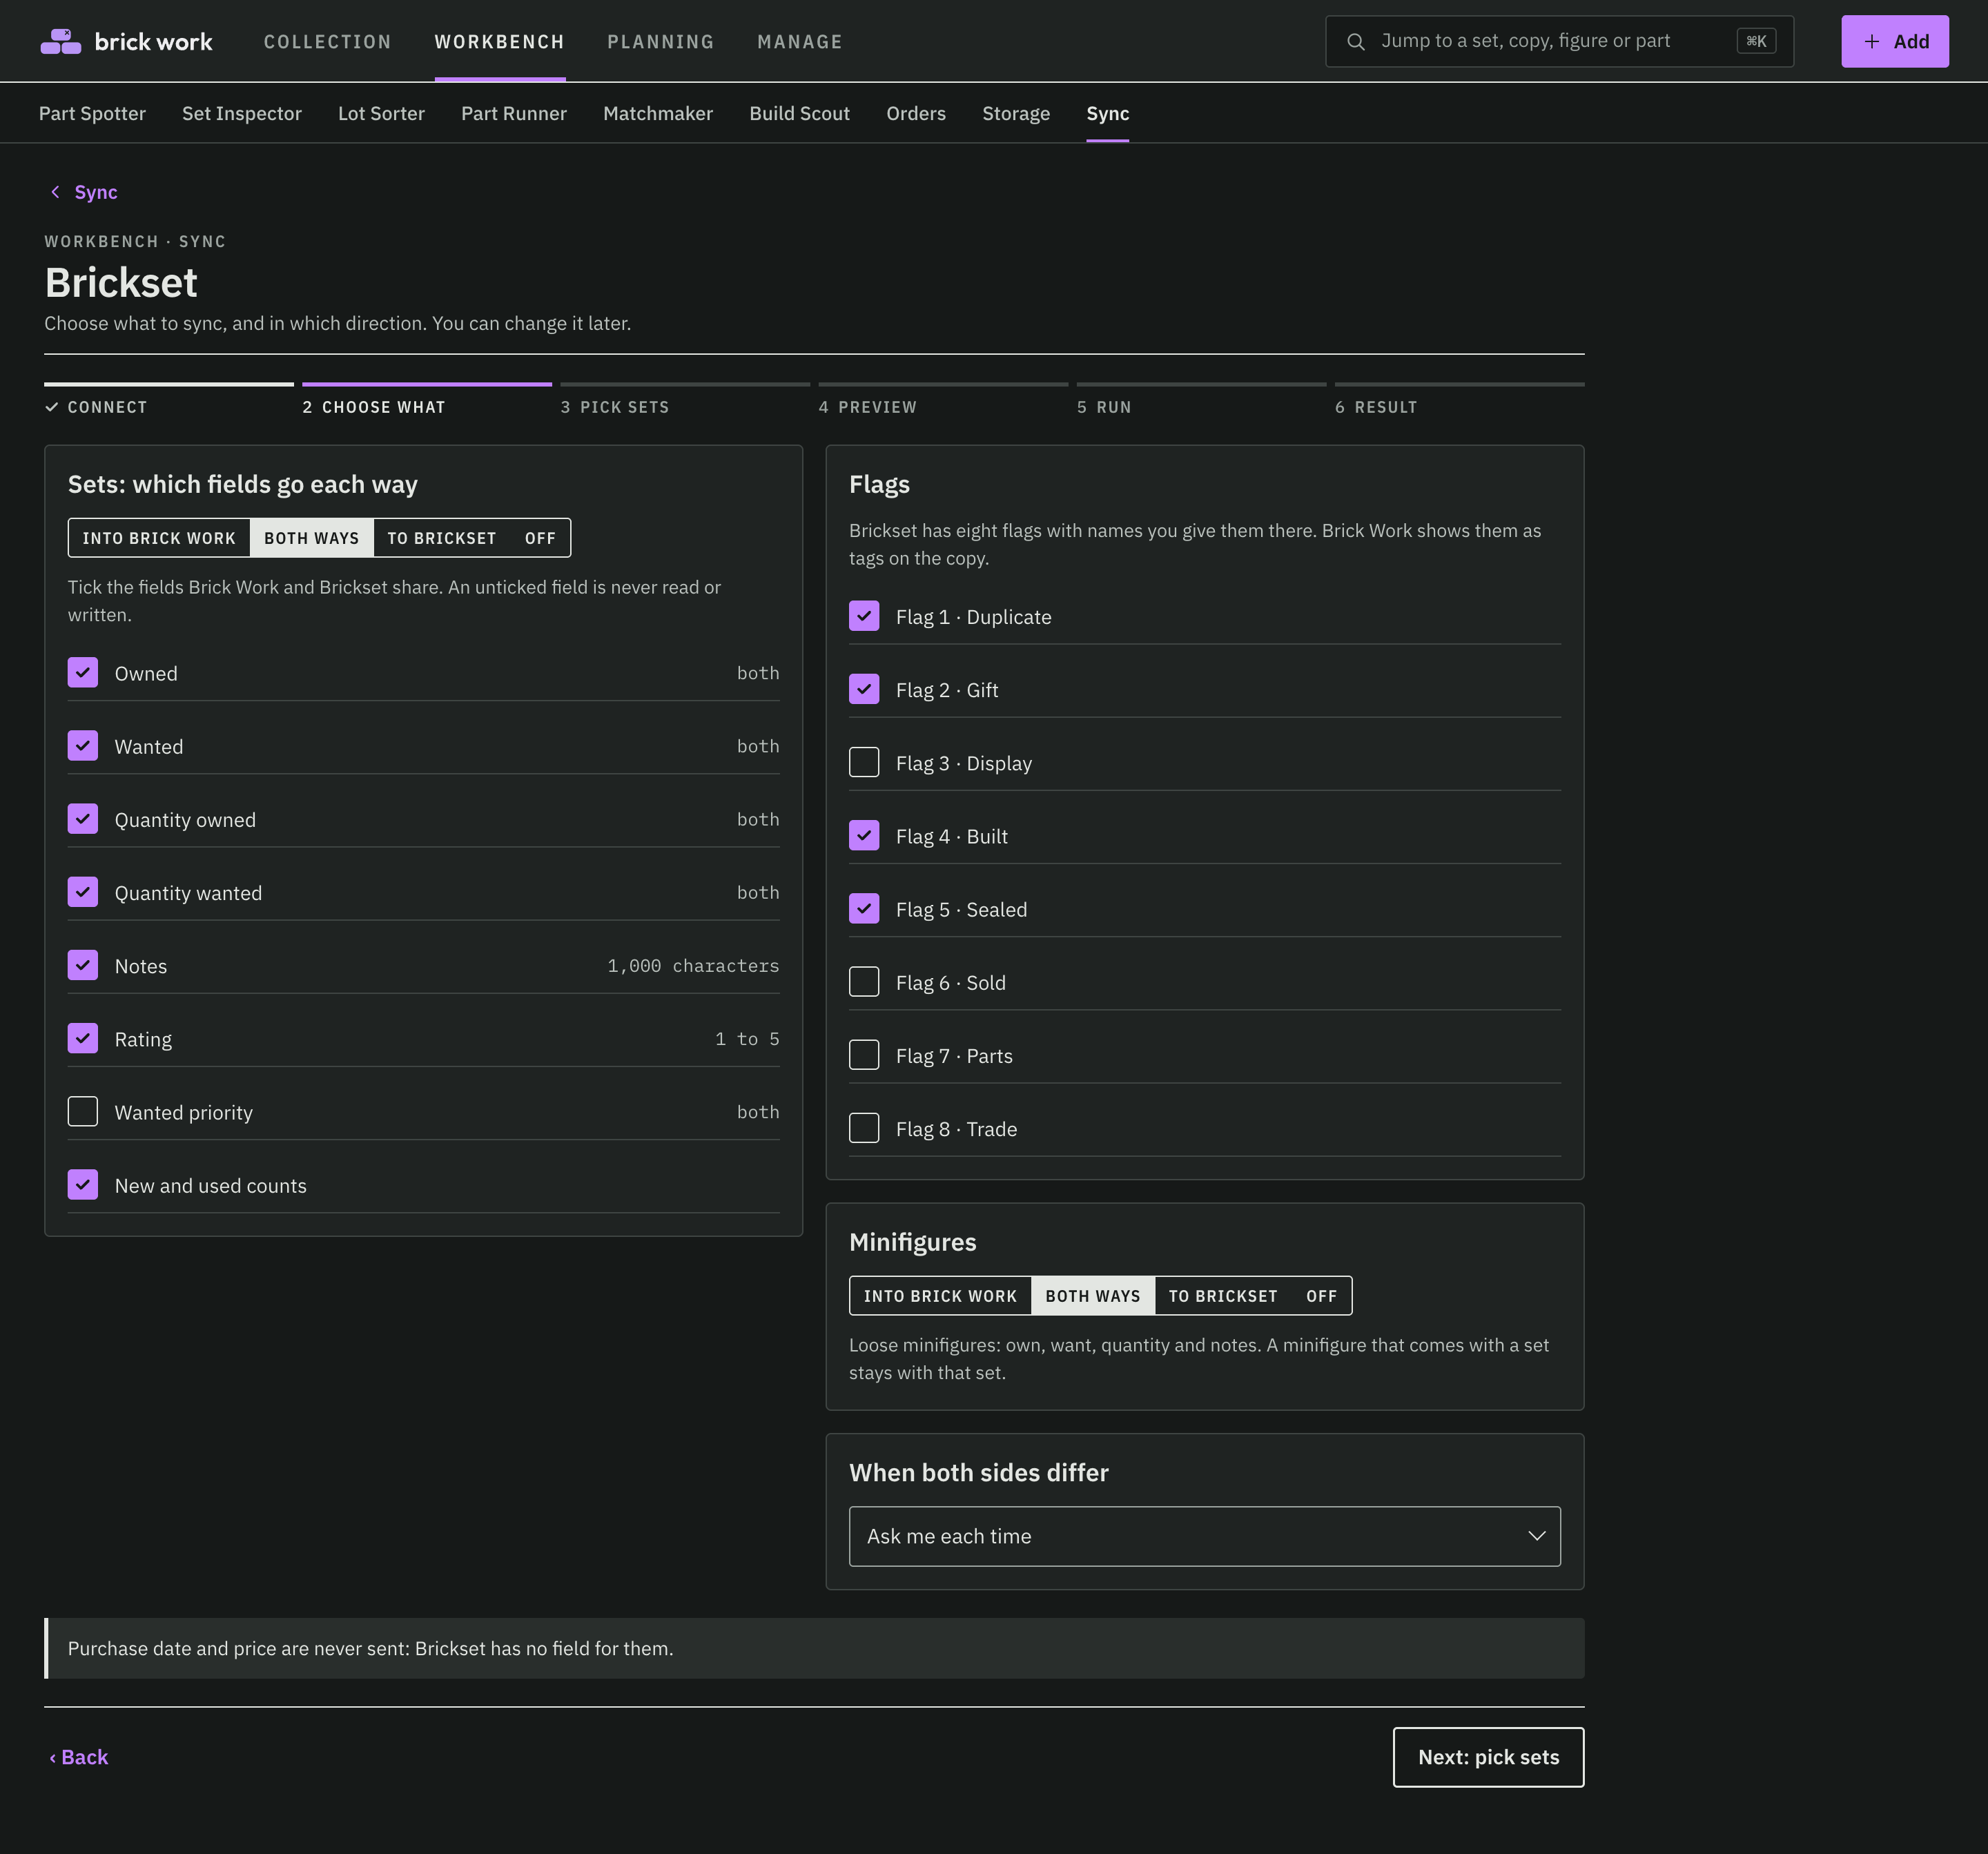 brick work
COLLECTION
WORKBENCH
PLANNING
MANAGE
Jump to a set, copy, figure or part
⌘K
+ Add
Part Spotter
Set Inspector
Lot Sorter
Part Runner
Matchmaker
Build Scout
Orders
Storage
Sync
‹ Sync
WORKBENCH · SYNC
Brickset
Choose what to sync, and in which direction. You can change it later.
✓ CONNECT
2 CHOOSE WHAT
3 PICK SETS
4 PREVIEW
5 RUN
6 RESULT
Sets: which fields go each way
INTO BRICK WORK
BOTH WAYS
TO BRICKSET
OFF
Tick the fields Brick Work and Brickset share. An unticked field is never read or
written.
Owned both
Wanted both
Quantity owned both
Quantity wanted both
Notes 1,000 characters
Rating 1 to 5
Wanted priority both
New and used counts
Flags
Brickset has eight flags with names you give them there. Brick Work shows them as
tags on the copy.
Flag 1 · Duplicate
Flag 2 · Gift
Flag 3 · Display
Flag 4 · Built
Flag 5 · Sealed
Flag 6 · Sold
Flag 7 · Parts
Flag 8 · Trade
Minifigures
INTO BRICK WORK
BOTH WAYS
TO BRICKSET
OFF
Loose minifigures: own, want, quantity and notes. A minifigure that comes with a set
stays with that set.
When both sides differ
Ask me each time
Purchase date and price are never sent: Brickset has no field for them.
‹ Back
Next: pick sets